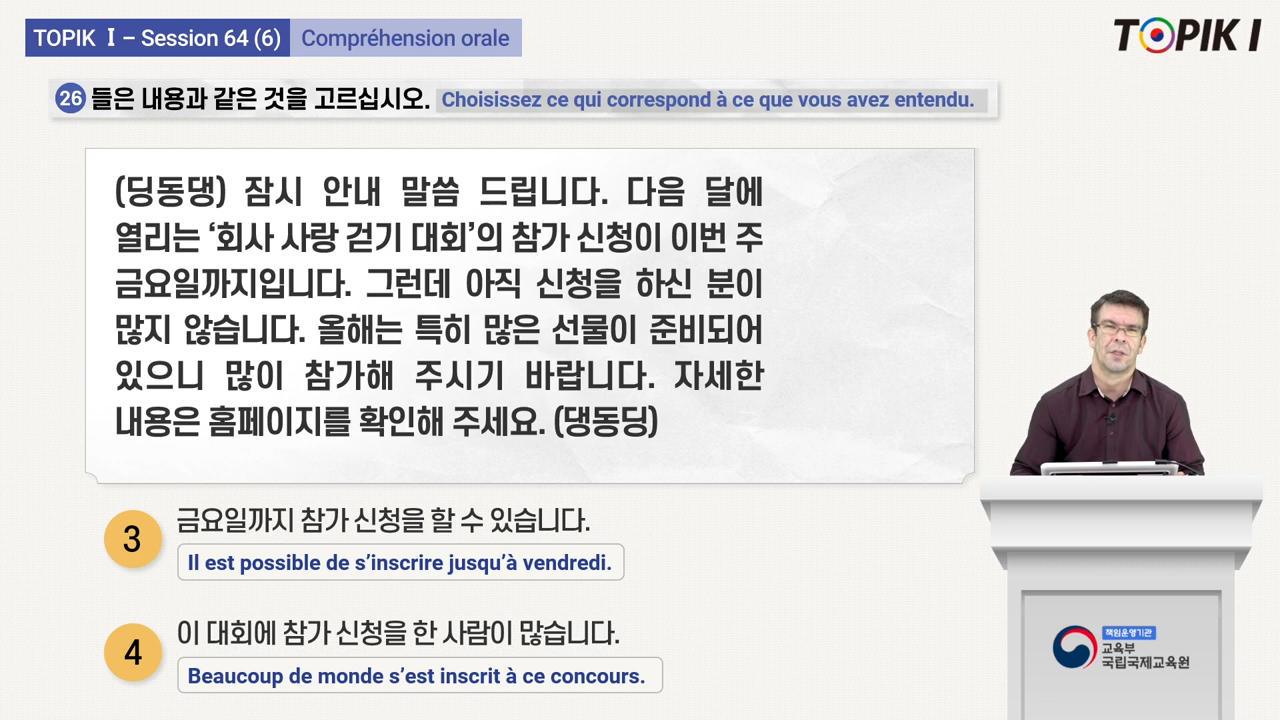 TOPIK Ⅰ – Session 64 (6) Compréhension orale
TOPIK I
26 들은 내용과 같은 것을 고르십시오. Choisissez ce qui correspond à ce que vous avez entendu.
(딩동댕) 잠시 안내 말씀 드립니다. 다음 달에
열리는 ‘회사 사랑 걷기 대회’의 참가 신청이 이번 주
금요일까지입니다. 그런데 아직 신청을 하신 분이
많지 않습니다. 올해는 특히 많은 선물이 준비되어
있으니 많이 참가해 주시기 바랍니다. 자세한
내용은 홈페이지를 확인해 주세요. (댕동딩)
3 금요일까지 참가 신청을 할 수 있습니다.
Il est possible de s’inscrire jusqu’à vendredi.
4 이 대회에 참가 신청을 한 사람이 많습니다.
Beaucoup de monde s’est inscrit à ce concours.
책임운영기관
교육부
국립국제교육원